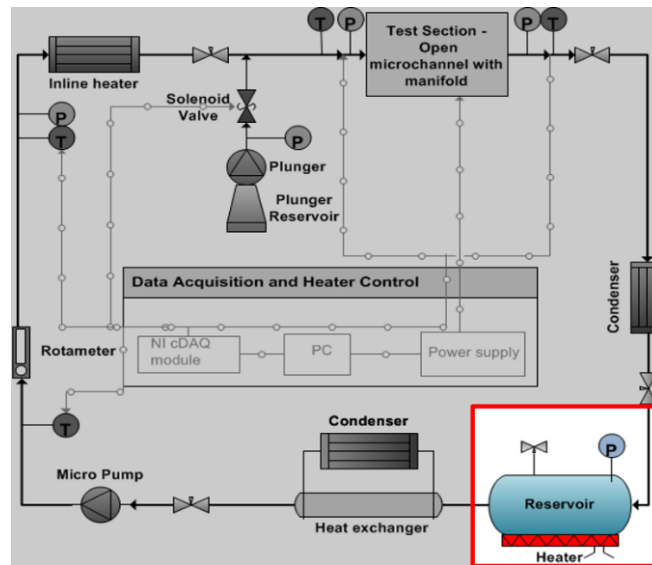 T
P
P
T
Test Section -
Open
microchannel with
manifold
Inline heater
Solenoid
Valve
P
T
P
Plunger
Plunger
Reservoir
Data Acquisition and Heater Control
Condenser
Rotameter
NI cDAQ
module
PC
Power supply
T
Condenser
Micro Pump
Heat exchanger
P
Reservoir
Heater